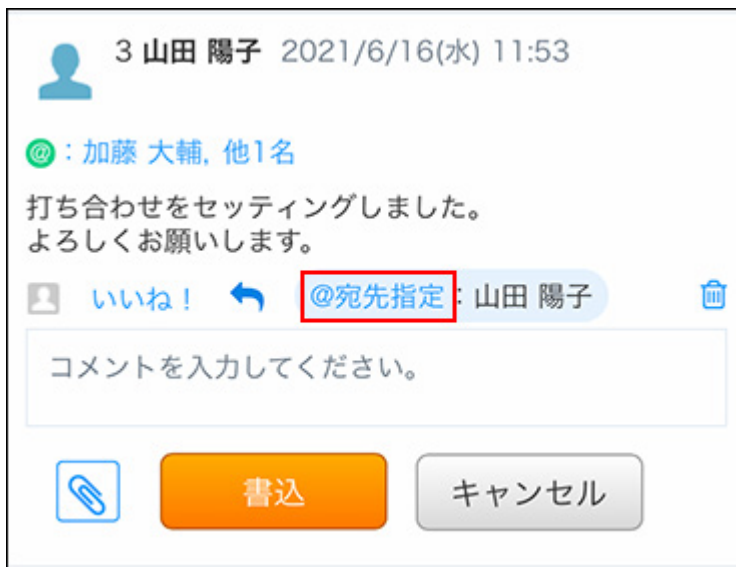 3 山田 陽子 2021/6/16(水) 11:53
@：加藤 大輔, 他1名
打ち合わせをセッティングしました。
よろしくお願いします。
いいね！ @宛先指定：山田 陽子
コメントを入力してください。
書込 キャンセル